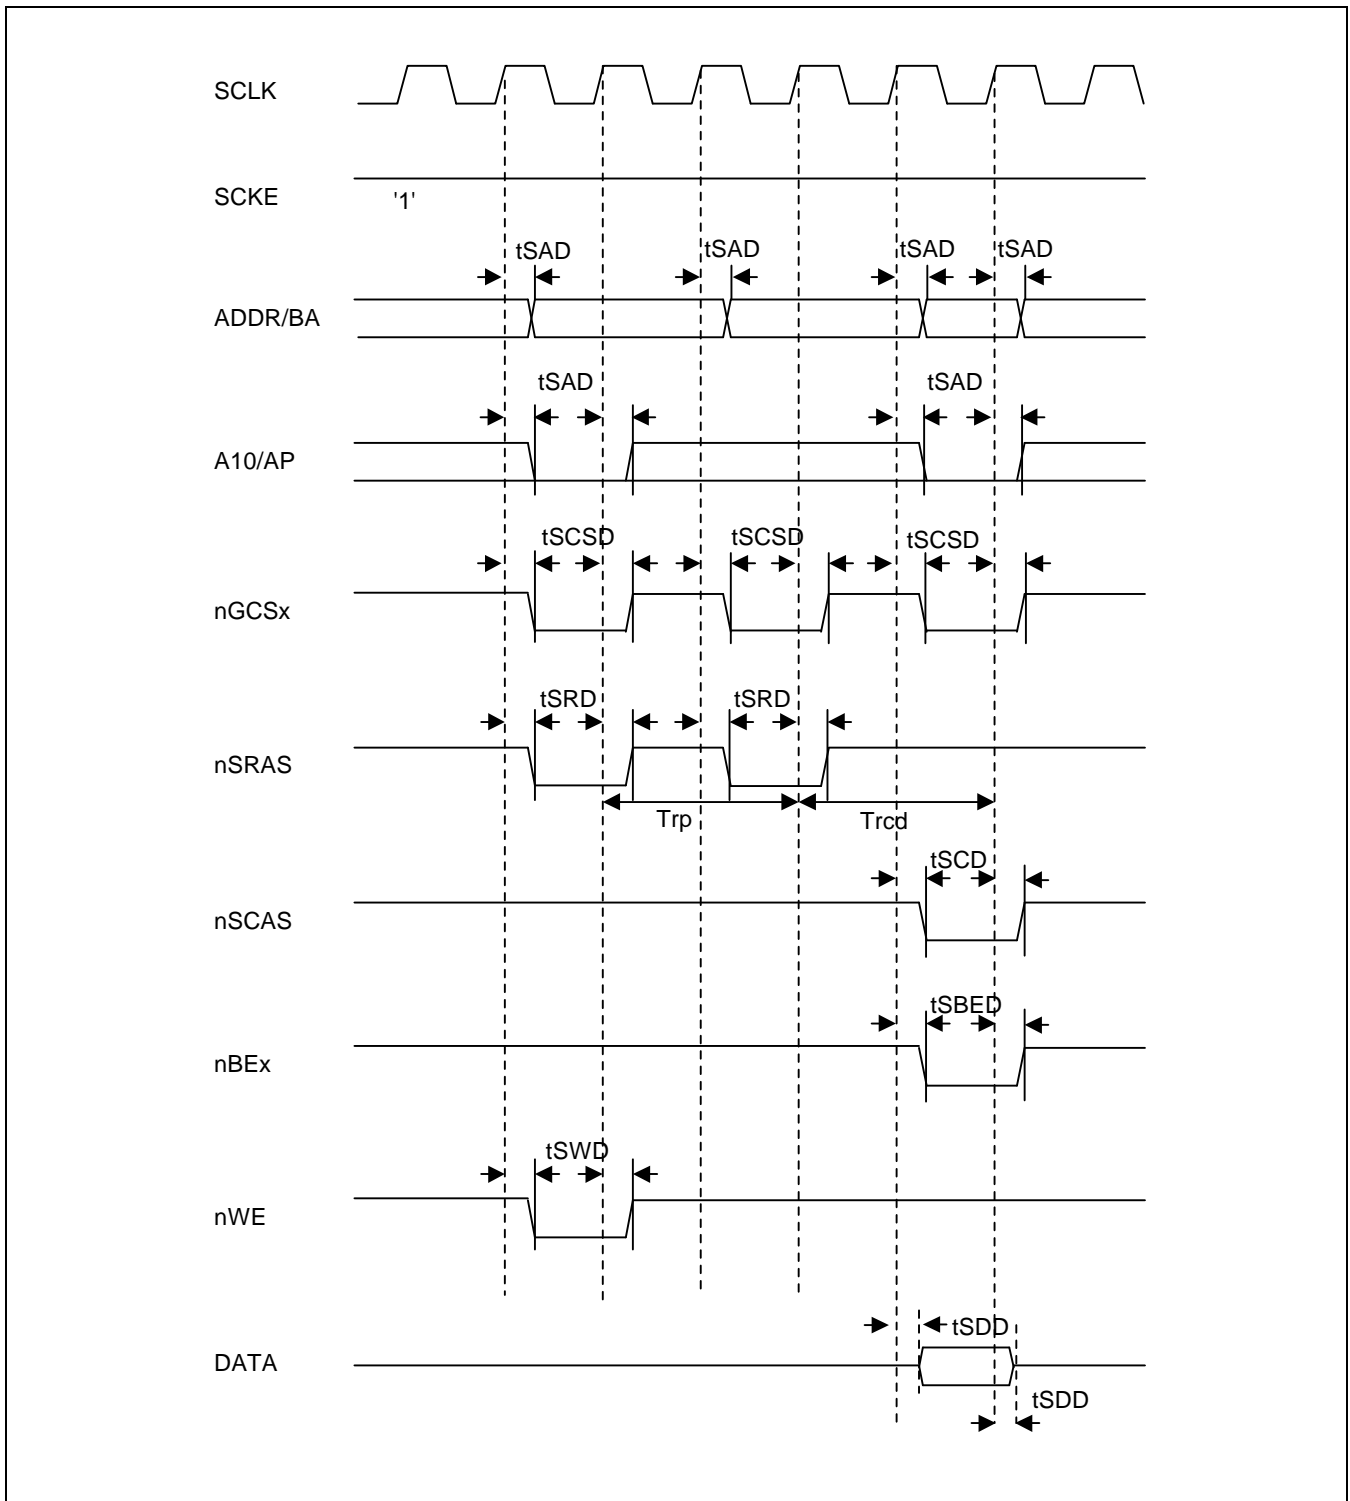 SCLK
SCKE
'1'
tSAD tSAD tSAD tSAD
ADDR/BA
tSAD tSAD
A10/AP
tSCSD tSCSD tSCSD
nGCSx
tSRD tSRD
nSRAS
Trp Trcd
tSCD
nSCAS
tSBED
nBEx
tSWD
nWE
tSDD
DATA
tSDD